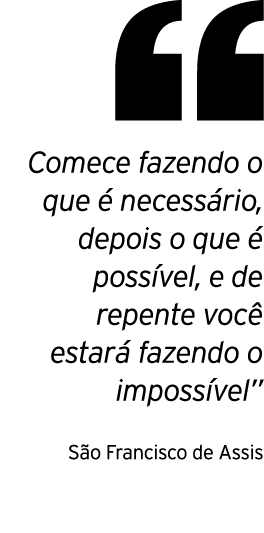 “
Comece fazendo o
que é necessário,
depois o que é
possível, e de
repente você
estará fazendo o
impossível”
São Francisco de Assis